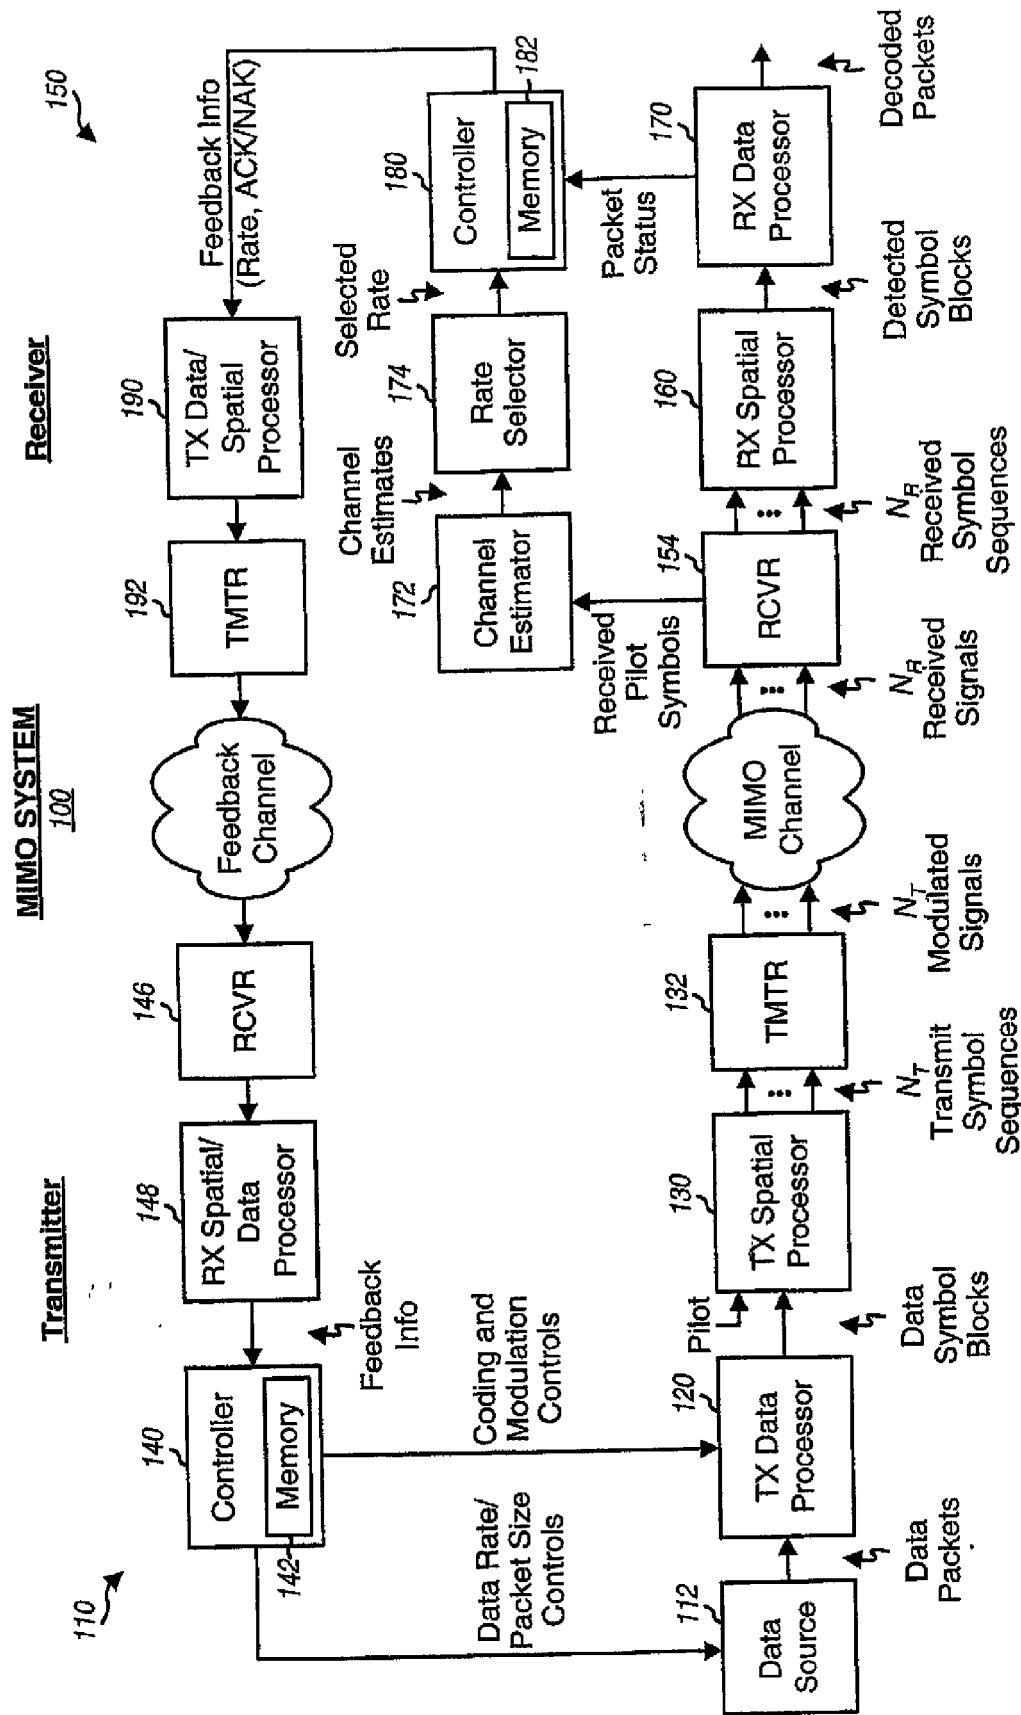 MIMO SYSTEM
100
Transmitter
Receiver
110
150
140
Controller
Memory
142
148
RX Spatial/
Data
Processor
146
RCVR
Feedback
Channel
192
TMTR
190
TX Data/
Spatial
Processor
Feedback Info
(Rate, ACK/NAK)
Feedback
Info
Data Rate/
Packet Size
Controls
Coding and
Modulation
Controls
172
Channel
Estimator
Channel
Estimates
174
Rate
Selector
Selected
Rate
180
Controller
Memory
182
Received
Pilot
Symbols
Packet
Status
112
Data
Source
120
TX Data
Processor
Pilot
130
TX Spatial
Processor
132
TMTR
MIMO
Channel
154
RCVR
160
RX Spatial
Processor
170
RX Data
Processor
Data
Packets
Data
Symbol
Blocks
N_T
Transmit
Symbol
Sequences
N_T
Modulated
Signals
N_R
Received
Signals
N_R
Received
Symbol
Sequences
Detected
Symbol
Blocks
Decoded
Packets